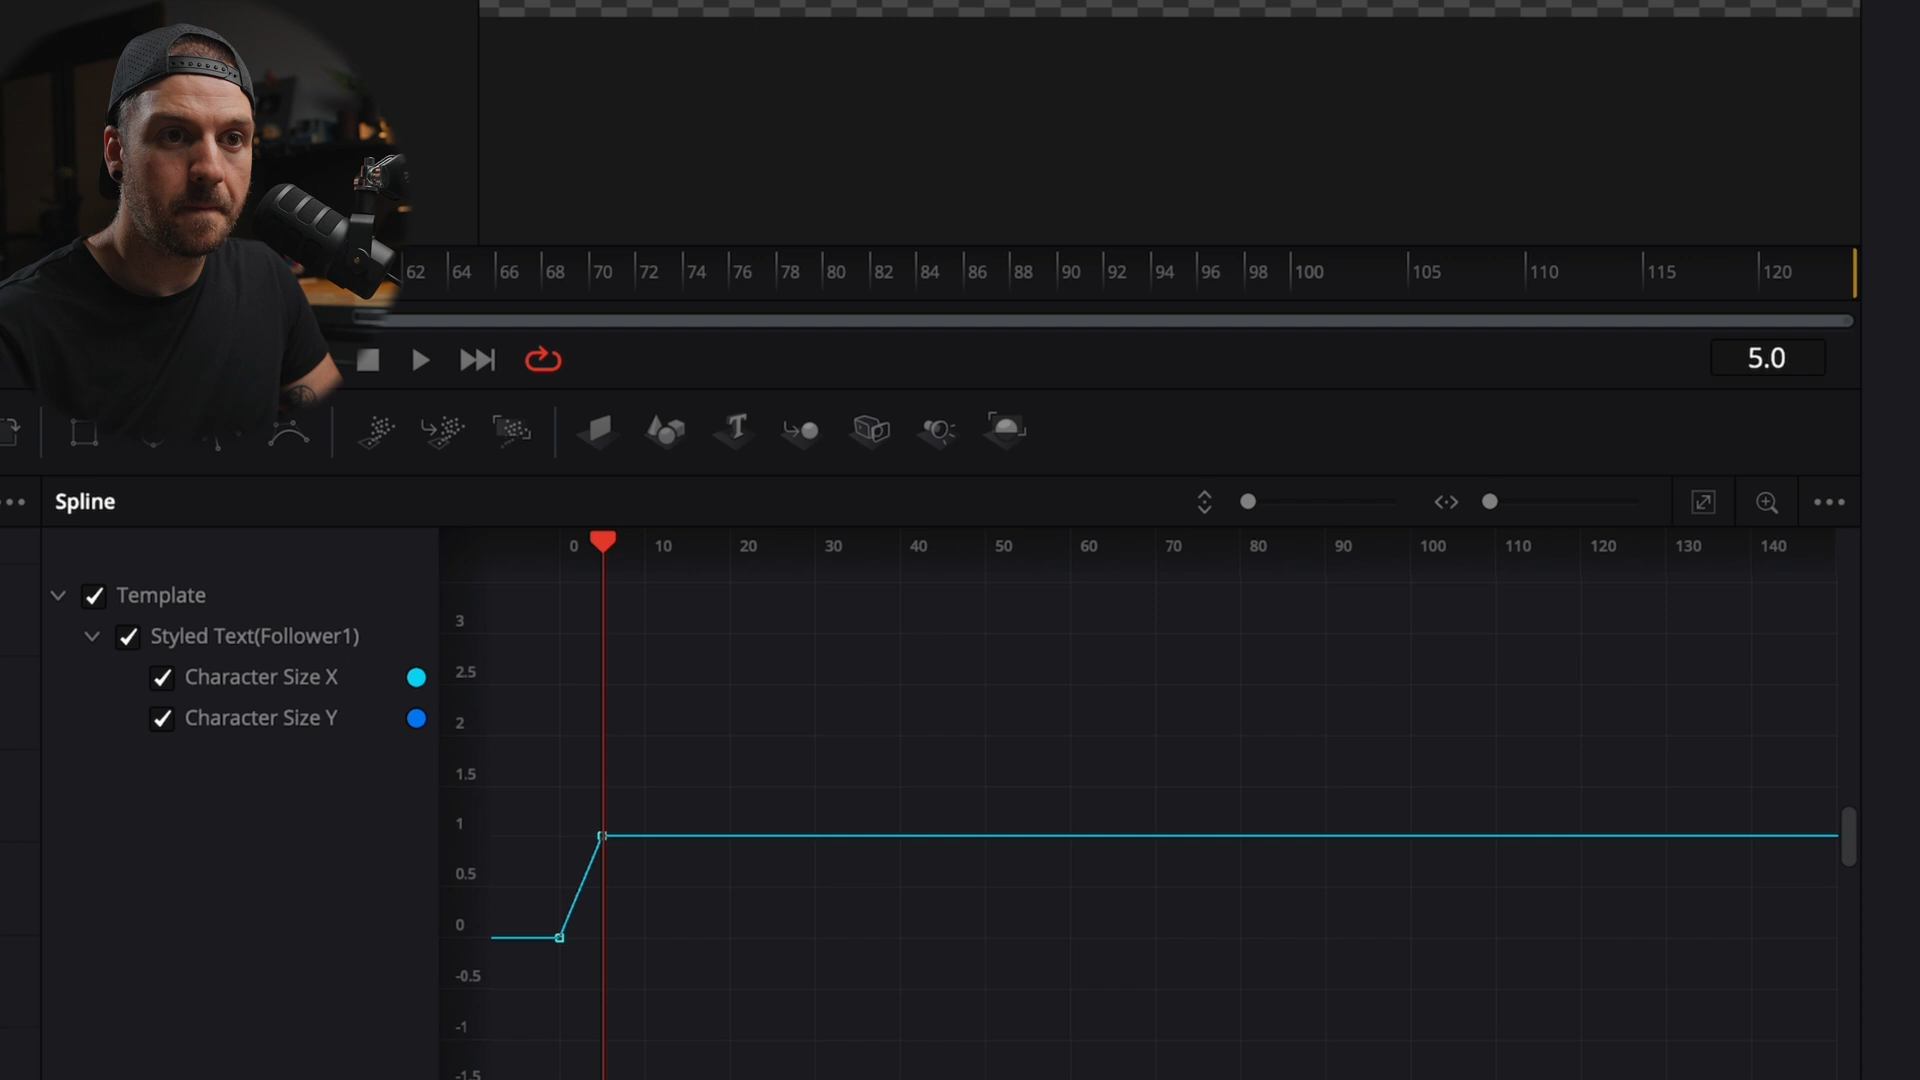 62 64 66 68 70 72 74 76 78 80 82 84 86 88 90 92 94 96 98 100 105 110 115 120
5.0
Spline
0 10 20 30 40 50 60 70 80 90 100 110 120 130 140
Template
3
Styled Text(Follower1)
2.5
Character Size X
2
Character Size Y
1.5
1
0.5
0
-0.5
-1
-1.5